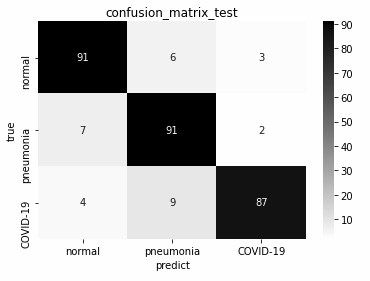 confusion_matrix_test
true
normal 91 6 3
pneumonia 7 91 2
COVID-19 4 9 87
normal pneumonia COVID-19
predict
90
80
70
60
50
40
30
20
10